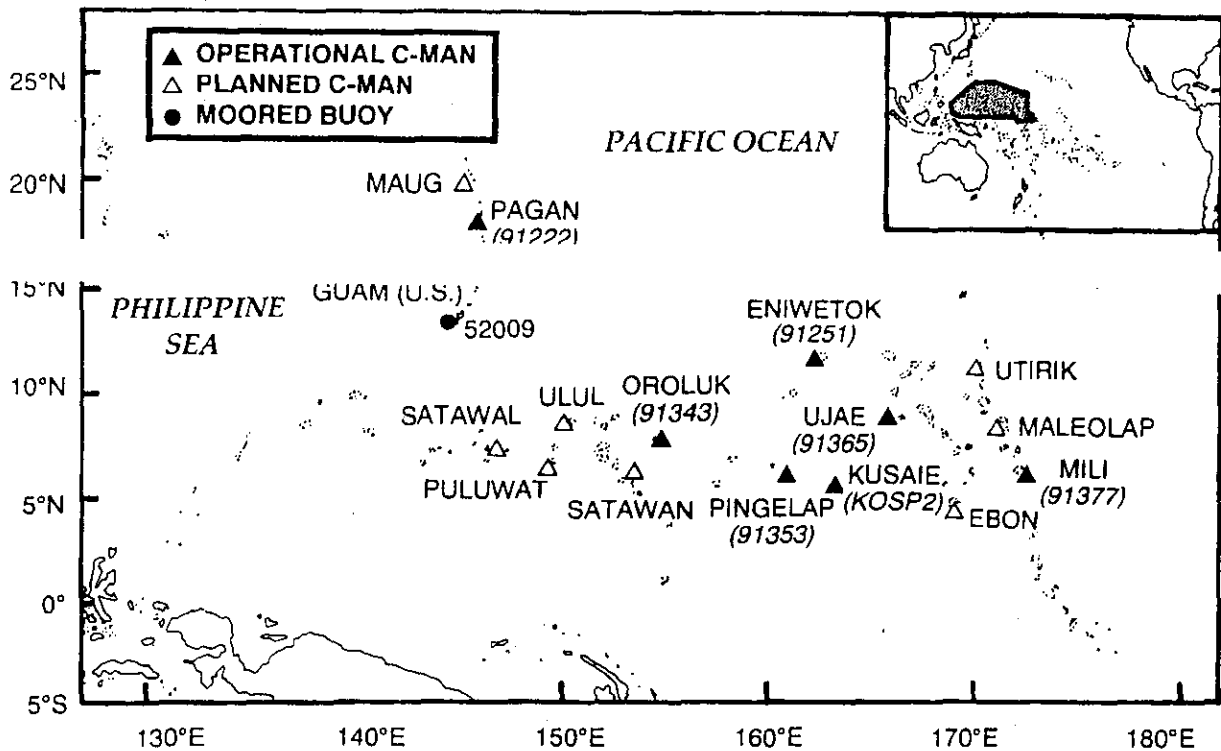 ▲ OPERATIONAL C-MAN
△ PLANNED C-MAN
● MOORED BUOY
25°N
PACIFIC OCEAN
20°N
MAUG
PAGAN
(91222)
15°N
GUAM (U.S.)
52009
PHILIPPINE
SEA
ENIWETOK
(91251)
10°N
UTIRIK
ULUL
OROLUK
(91343)
SATAWAL
UJAE
(91365)
MALEOLAP
PULUWAT
SATAWAN
PINGELAP
(91353)
KUSAIE
(KOSP2)
MILI
(91377)
5°N
EBON
0°
5°S
130°E
140°E
150°E
160°E
170°E
180°E